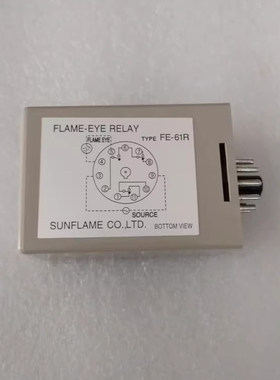 FLAME-EYE RELAY
TYPE FE-61R
FLAME EYE
SOURCE
SUNFLAME CO.,LTD. BOTTOM VIEW